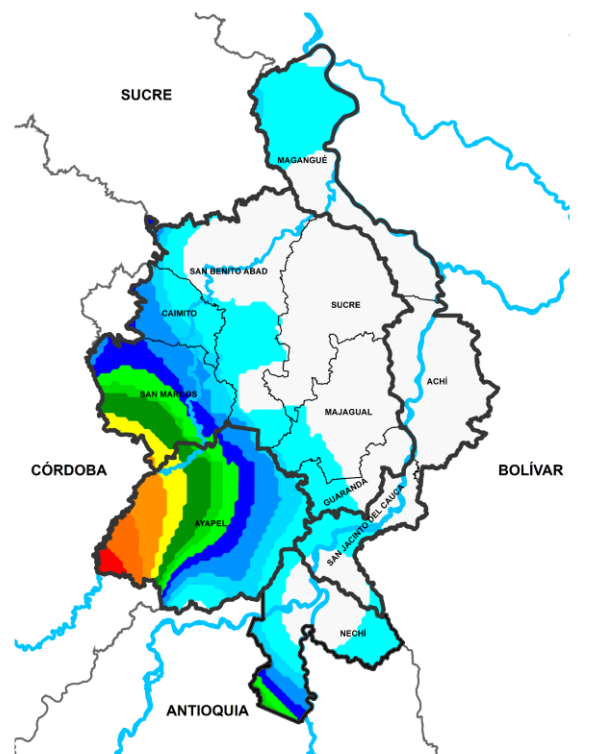 SUCRE
MAGANGUÉ
SAN BENITO ABAD
SUCRE
CAIMITO
ACHÍ
SAN MARCOS
MAJAGUAL
CÓRDOBA
BOLÍVAR
GUARANDA
SAN JACINTO DEL CAUCA
AYAPEL
NECHÍ
ANTIOQUIA